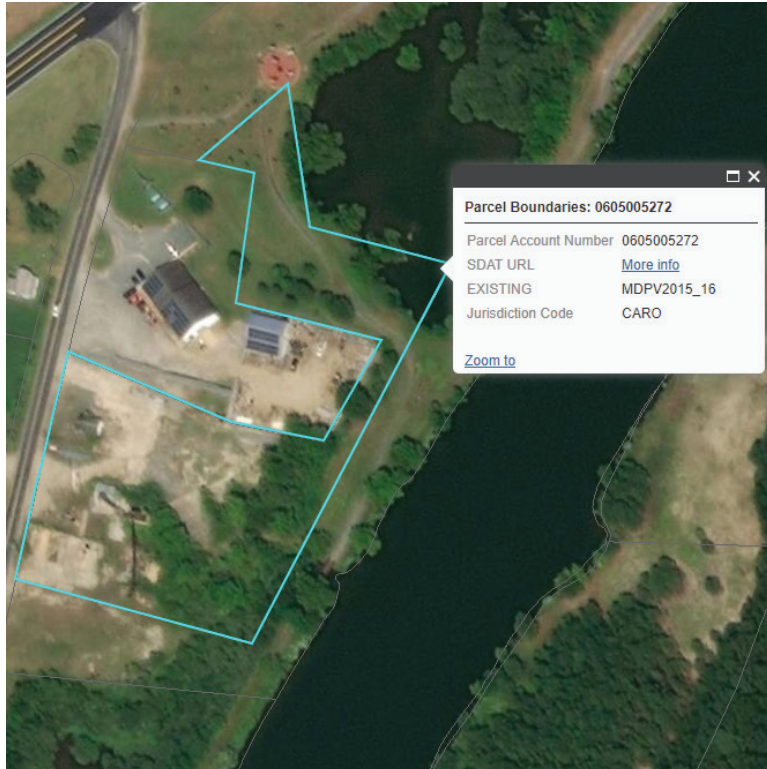 Parcel Boundaries: 0605005272
Parcel Account Number 0605005272
SDAT URL More info
EXISTING MDPV2015_16
Jurisdiction Code CARO
Zoom to